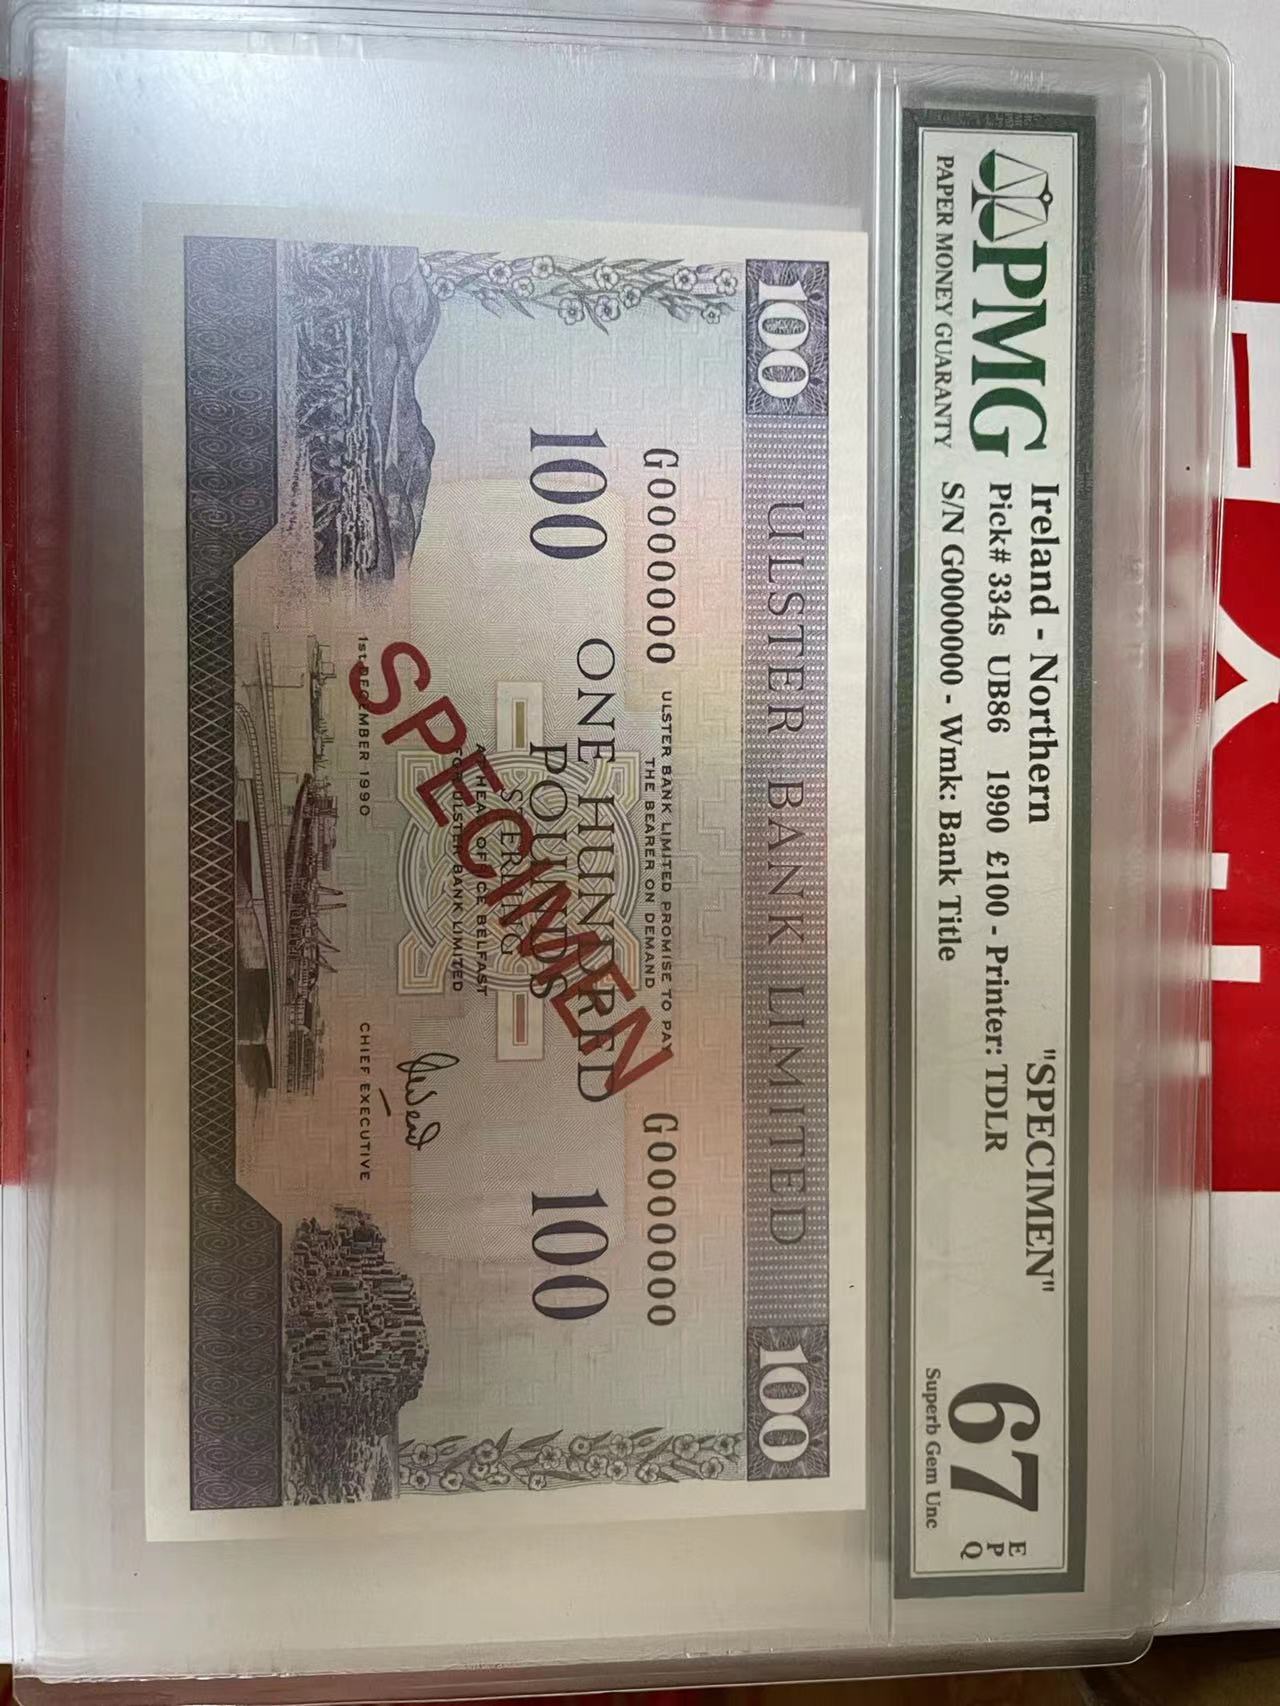 PMG
PAPER MONEY GUARANTY
Ireland - Northern "SPECIMEN"
Pick# 334s UB86 1990 £100 - Printer: TDLR
S/N G0000000 - Wmk: Bank Title
67
EPQ
Superb Gem Unc
100 ULSTER BANK LIMITED 100
G0000000 ULSTER BANK LIMITED PROMISE TO PAY G0000000
THE BEARER ON DEMAND
ONE HUNDRED
100 POUNDS 100
STERLING
AT HEAD OFFICE BELFAST
FOR ULSTER BANK LIMITED
SPECIMEN
1st DECEMBER 1990 CHIEF EXECUTIVE